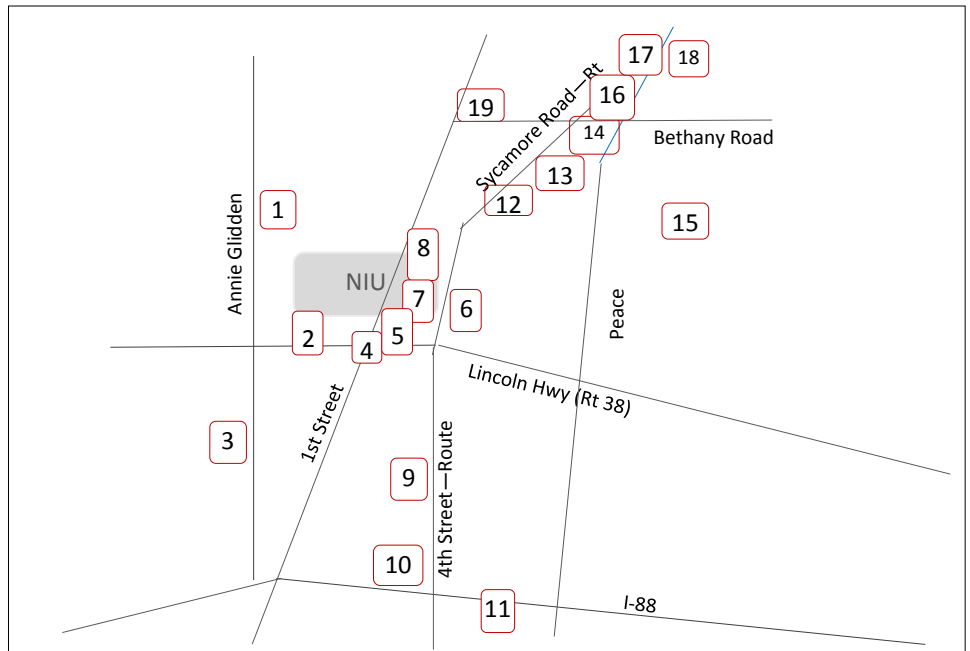 17
18
16
19
14
Sycamore Road—Rt
Bethany Road
13
12
1
15
Annie Glidden
8
NIU
7
6
2
5
4
Peace
Lincoln Hwy (Rt 38)
1st Street
3
9
4th Street—Route
10
11
I-88